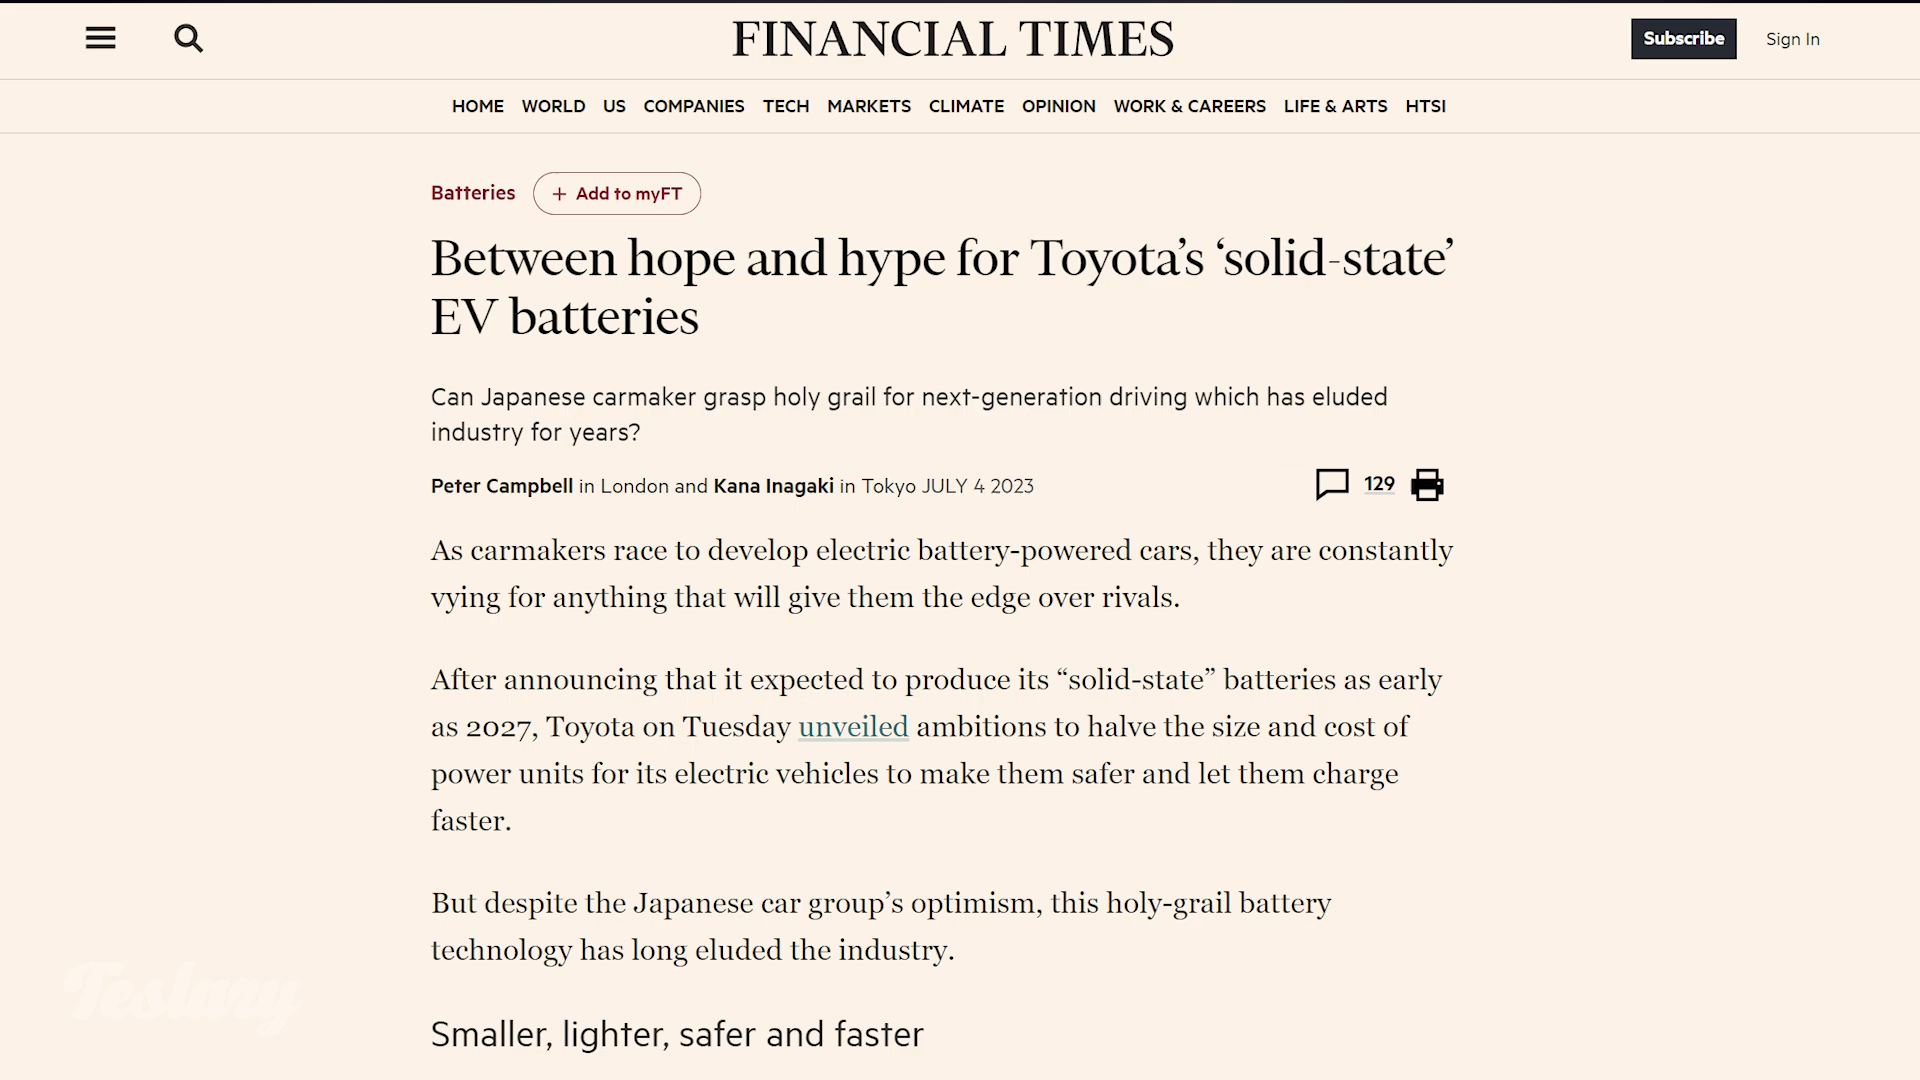 FINANCIAL TIMES
Subscribe
Sign In
HOME WORLD US COMPANIES TECH MARKETS CLIMATE OPINION WORK & CAREERS LIFE & ARTS HTSI
Batteries
+ Add to myFT
Between hope and hype for Toyota’s ‘solid-state’
EV batteries
Can Japanese carmaker grasp holy grail for next-generation driving which has eluded
industry for years?
Peter Campbell in London and Kana Inagaki in Tokyo JULY 4 2023
129
As carmakers race to develop electric battery-powered cars, they are constantly
vying for anything that will give them the edge over rivals.
After announcing that it expected to produce its “solid-state” batteries as early
as 2027, Toyota on Tuesday unveiled ambitions to halve the size and cost of
power units for its electric vehicles to make them safer and let them charge
faster.
But despite the Japanese car group’s optimism, this holy-grail battery
technology has long eluded the industry.
Teslary
Smaller, lighter, safer and faster